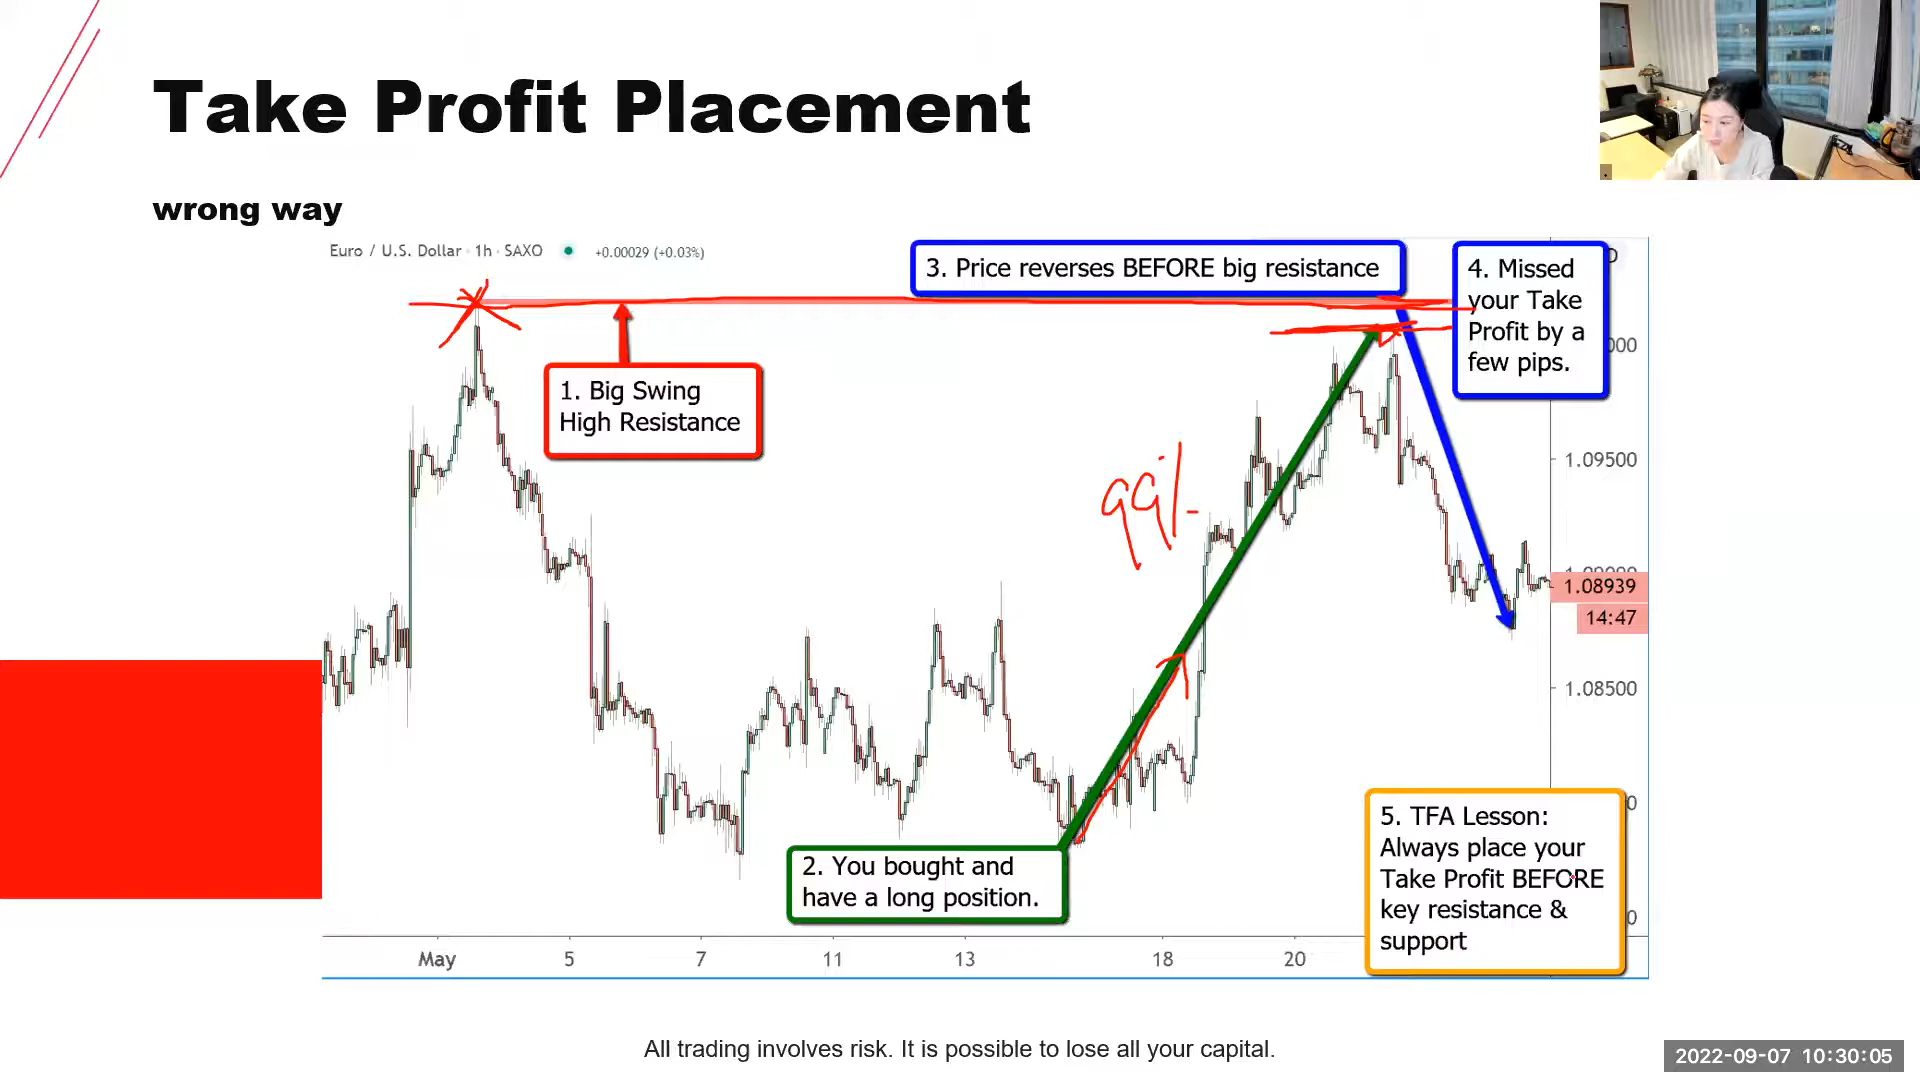 Take Profit Placement
wrong way
Euro / U.S. Dollar · 1h · SAXO
+0.00029 (+0.03%)
3. Price reverses BEFORE big resistance
4. Missed
your Take
Profit by a
few pips.
1. Big Swing
High Resistance
99%
1.09500
1.08939
14:47
1.08500
2. You bought and
have a long position.
5. TFA Lesson:
Always place your
Take Profit BEFORE
key resistance &
support
May 5 7 11 13 18 20
All trading involves risk. It is possible to lose all your capital.
2022-09-07 10:30:05